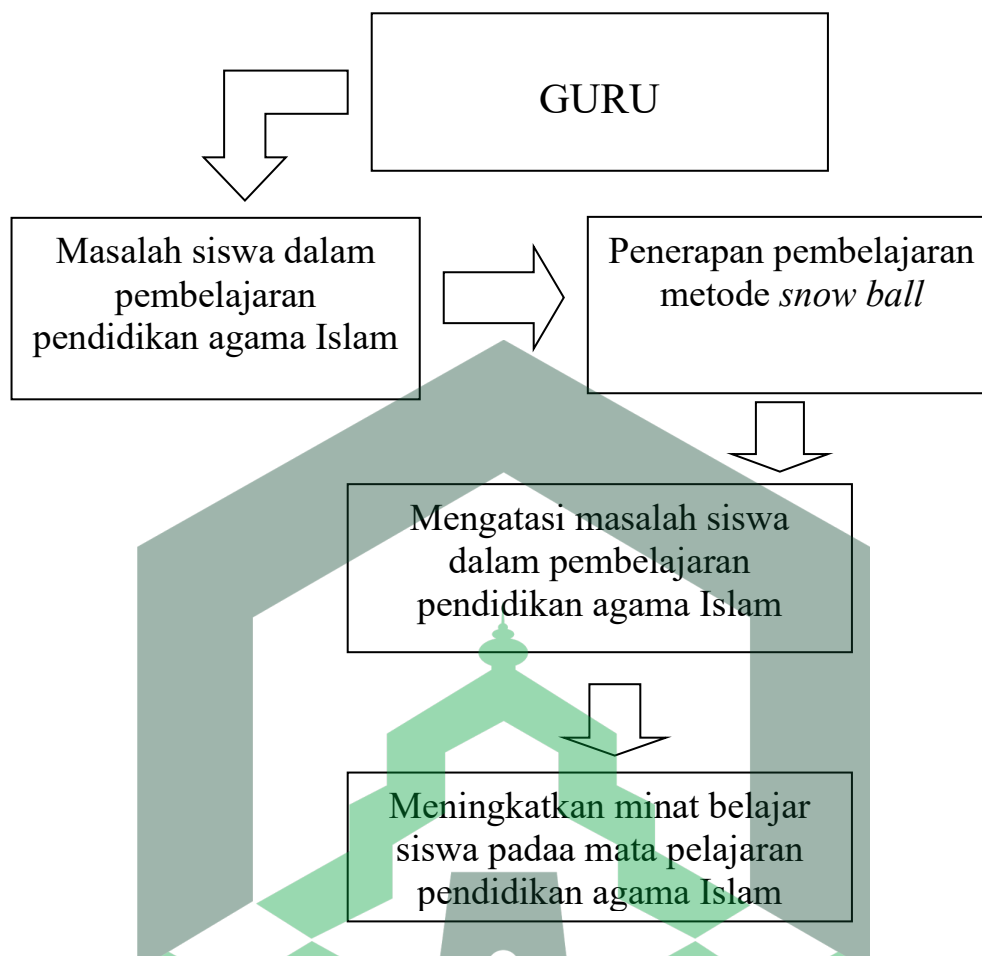 GURU
Masalah siswa dalam
pembelajaran
pendidikan agama Islam
Penerapan pembelajaran
metode snow ball
Mengatasi masalah siswa
dalam pembelajaran
pendidikan agama Islam
Meningkatkan minat belajar
siswa padaa mata pelajaran
pendidikan agama Islam